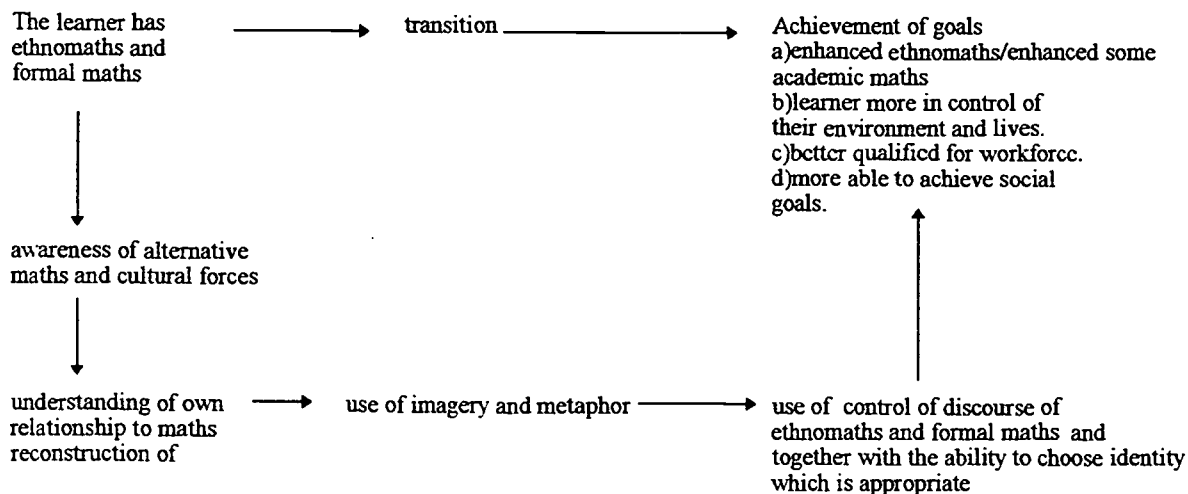 The learner has
ethnomaths and
formal maths
transition
Achievement of goals
a)enhanced ethnomaths/enhanced some
academic maths
b)learner more in control of
their environment and lives.
c)better qualified for workforce.
d)more able to achieve social
goals.
awareness of alternative
maths and cultural forces
understanding of own
relationship to maths
reconstruction of
use of imagery and metaphor
use of control of discourse of
ethnomaths and formal maths and
together with the ability to choose identity
which is appropriate